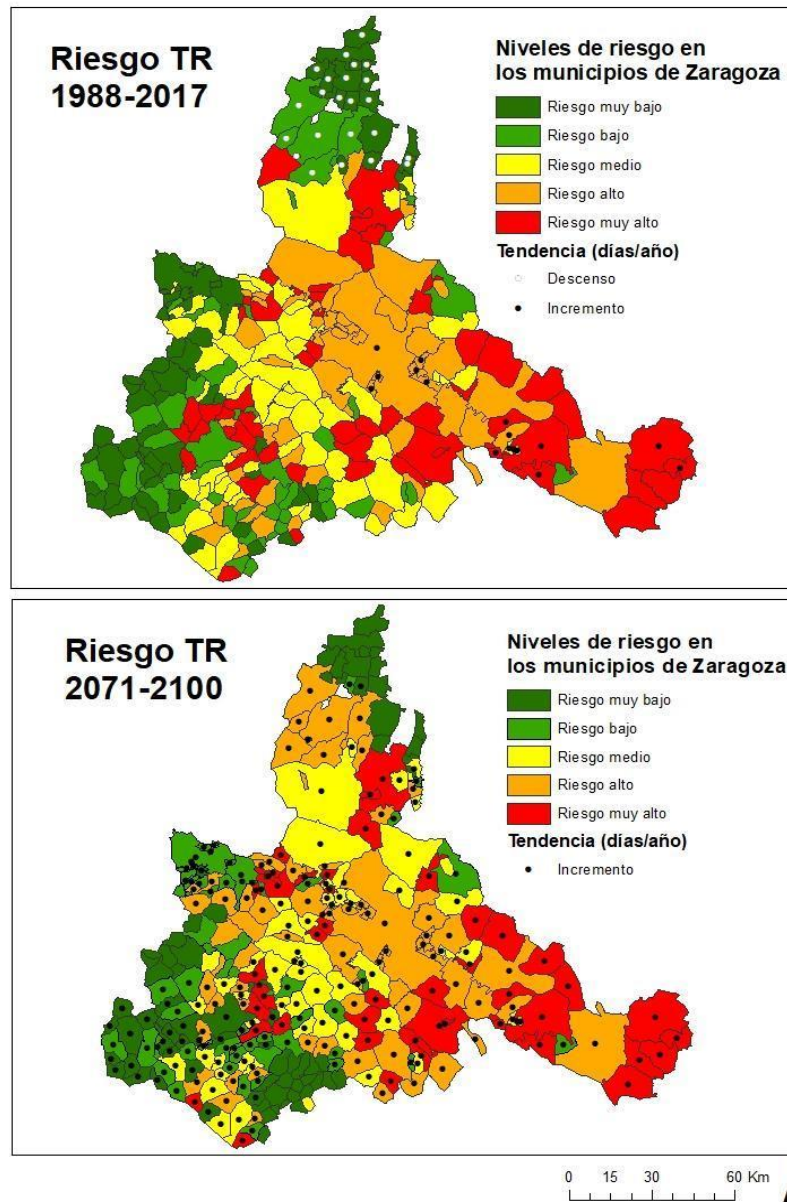 Riesgo TR
1988-2017
Niveles de riesgo en
los municipios de Zaragoza
Riesgo muy bajo
Riesgo bajo
Riesgo medio
Riesgo alto
Riesgo muy alto
Tendencia (días/año)
Descenso
Incremento
Riesgo TR
2071-2100
Niveles de riesgo en
los municipios de Zaragoza
Riesgo muy bajo
Riesgo bajo
Riesgo medio
Riesgo alto
Riesgo muy alto
Tendencia (días/año)
Incremento
0 15 30 60 Km